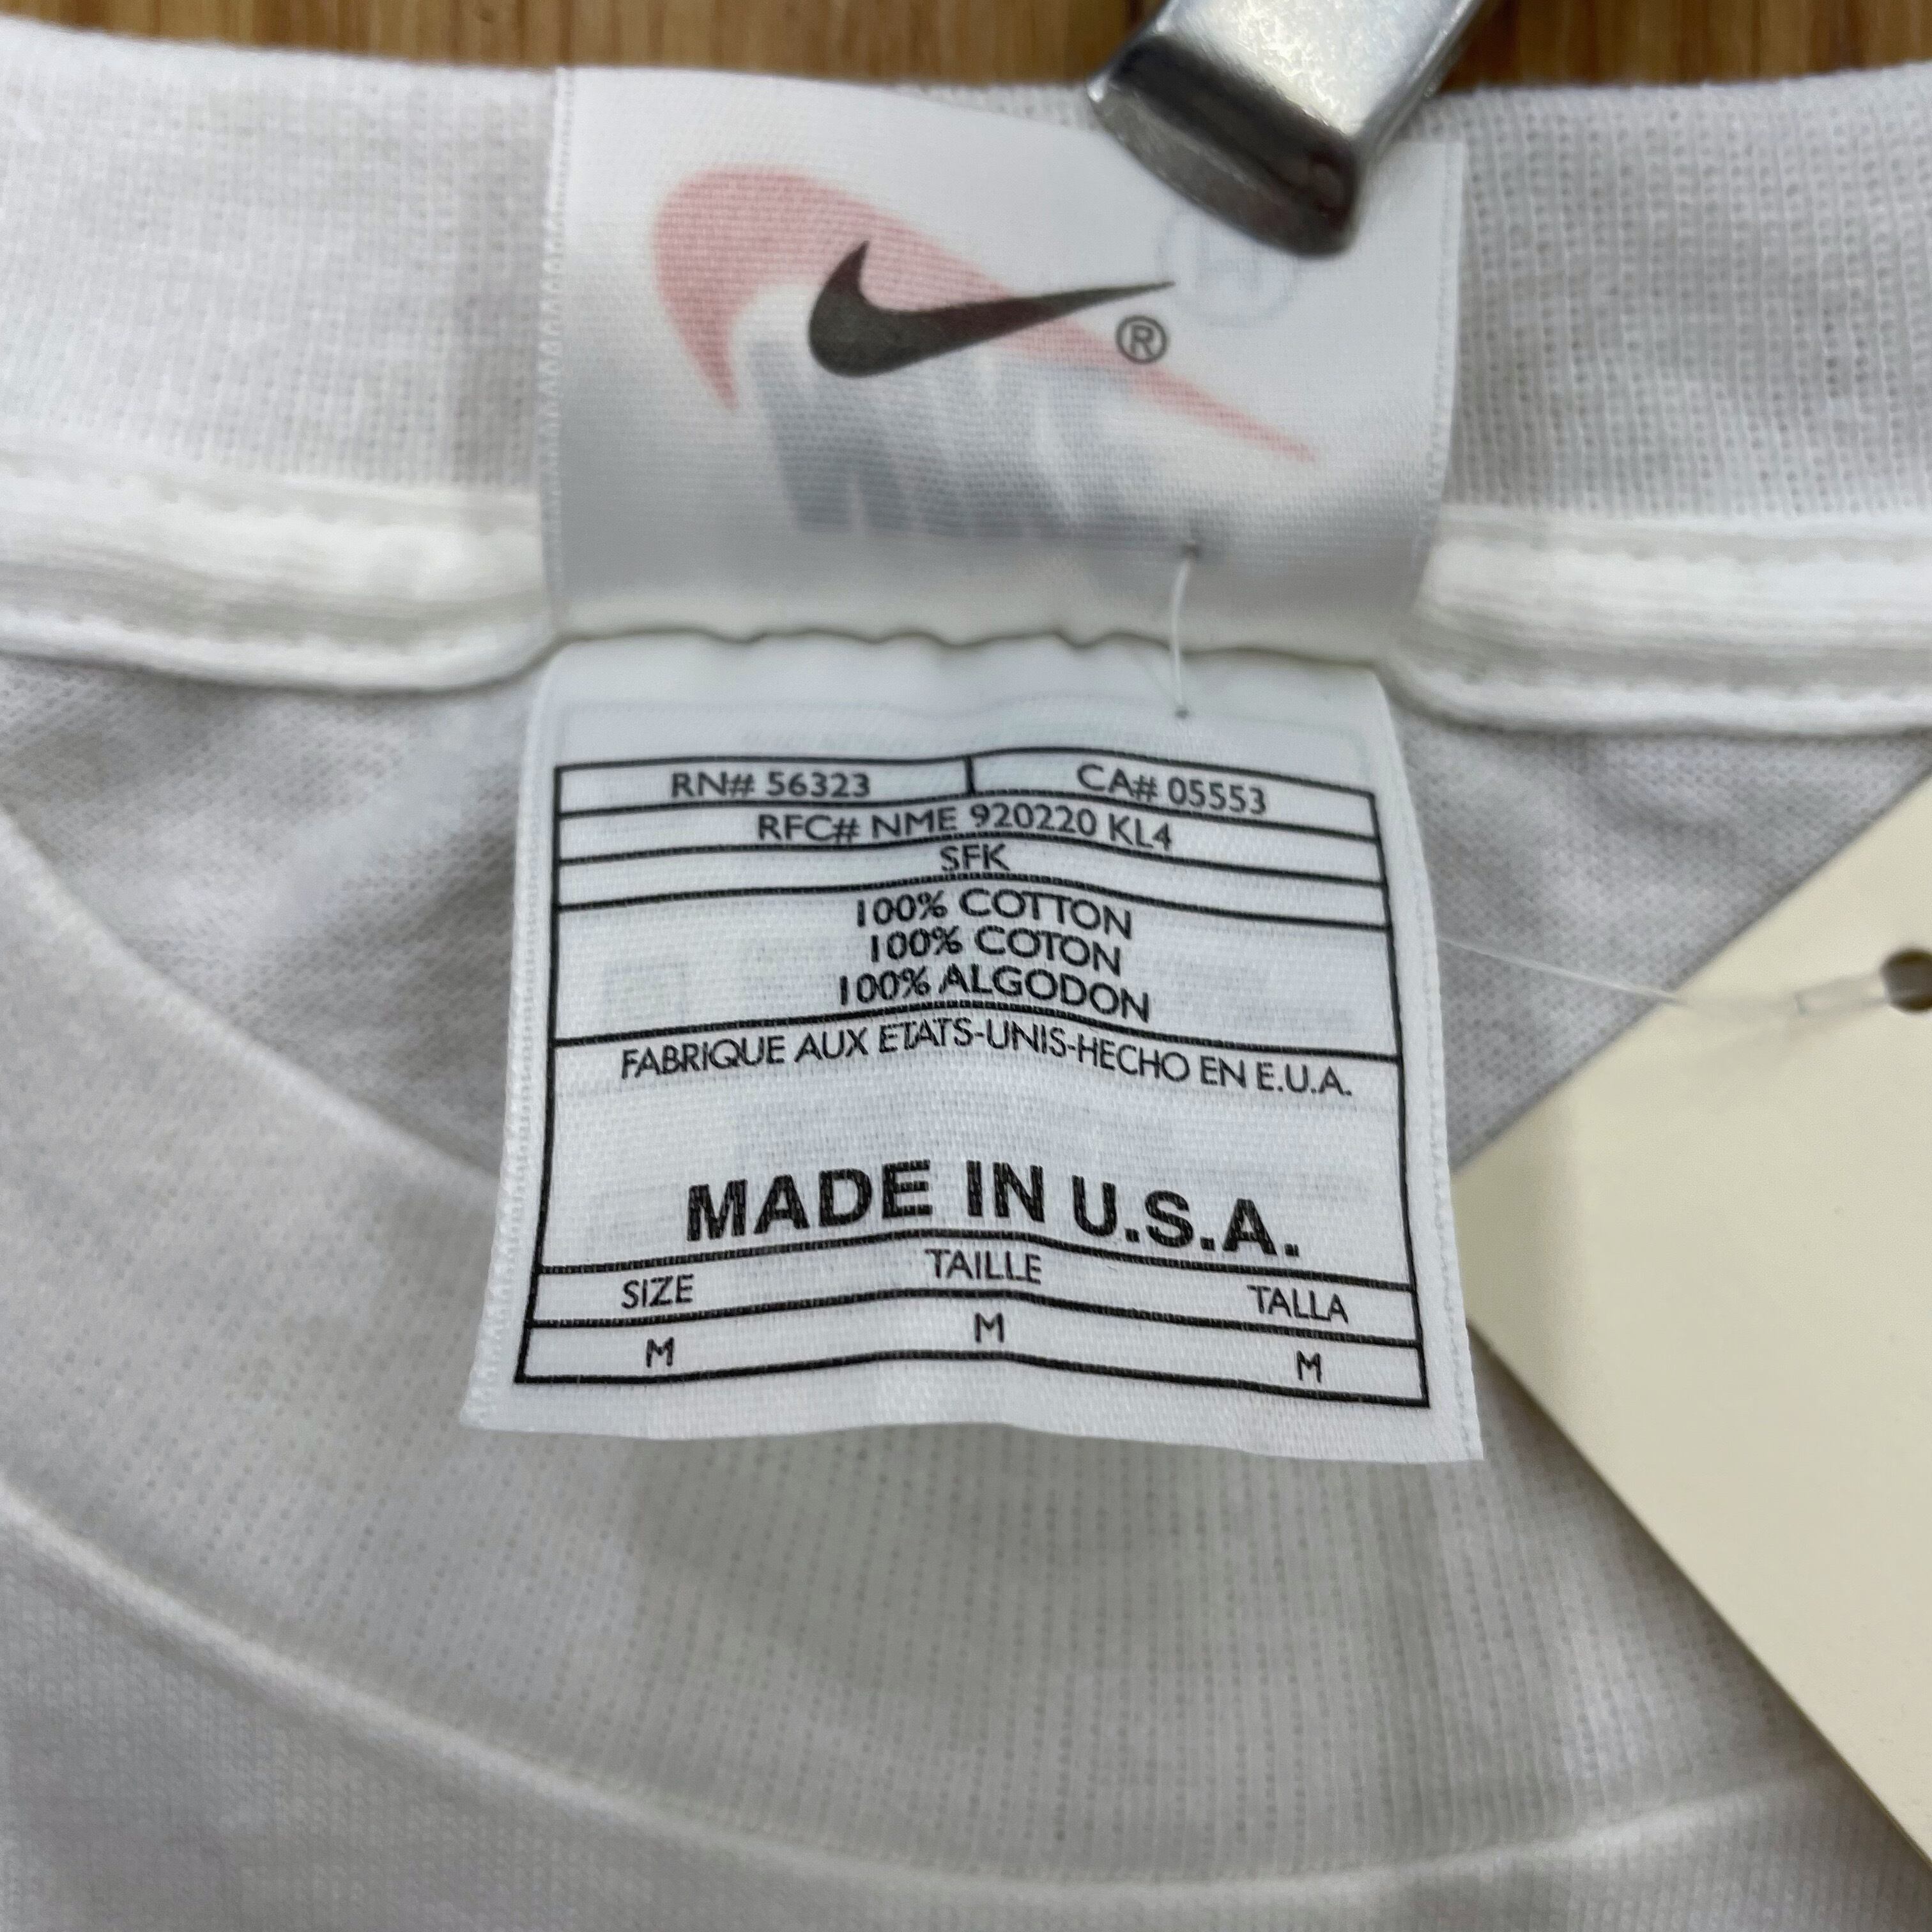 ®
RN# 56323 CA# 05553
RFC# NME 920220 KL4
SFK
100% COTTON
100% COTON
100% ALGODON
FABRIQUE AUX ETATS-UNIS-HECHO EN E.U.A.
MADE IN U.S.A.
SIZE TAILLE TALLA
M M M